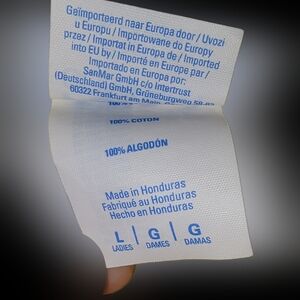 Geïmporteerd naar Europa door / Uvozi
u Europu / Importowane do Europy
przez / Importat in Europa de / Imported
into EU by / Importé en Europe par /
Importado en Europa por:
SanMar GmbH c/o Intertrust
(Deutschland) GmbH, Grüneburgweg 58-62
60322 Frankfurt am Main
100% COTON
100% ALGODÓN
Made in Honduras
Fabriqué au Honduras
Hecho en Honduras
L | G | G
LADIES | DAMES | DAMAS